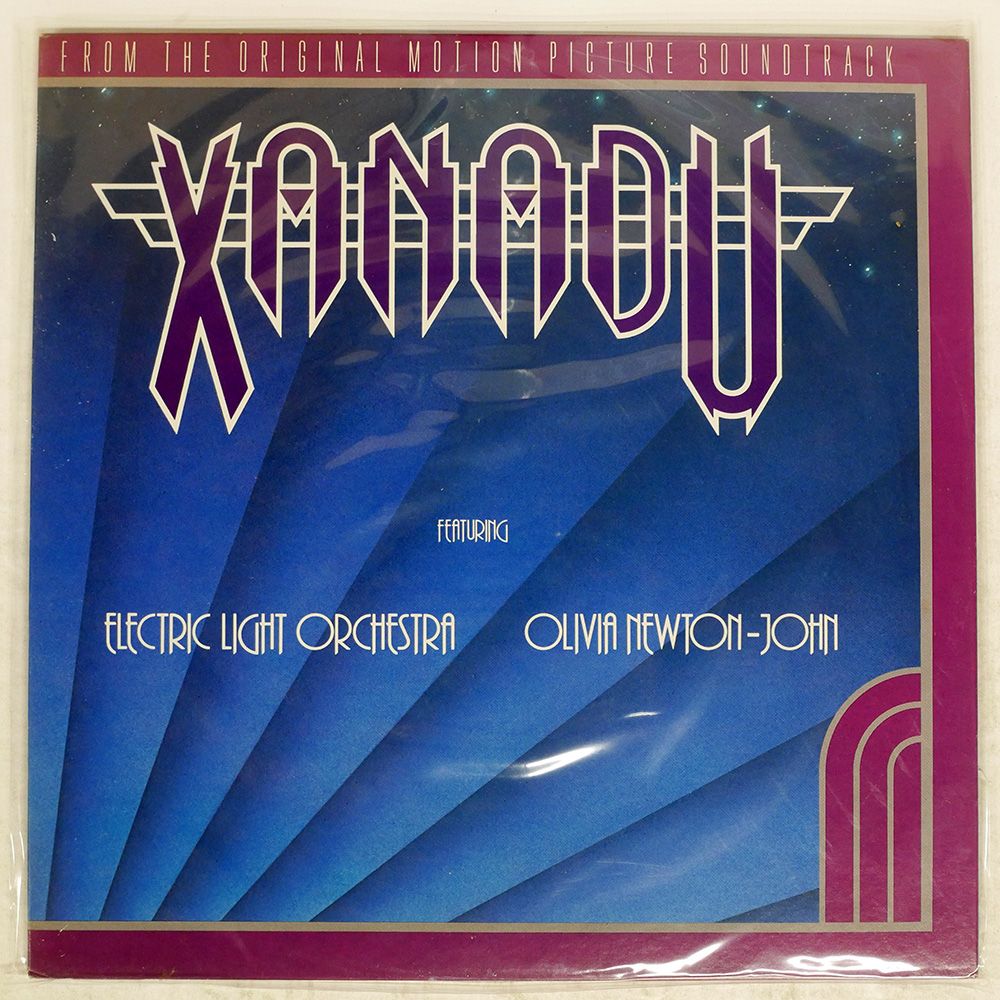 FROM THE ORIGINAL MOTION PICTURE SOUNDTRACK
XANADU
FEATURING
ELECTRIC LIGHT ORCHESTRA OLIVIA NEWTON-JOHN